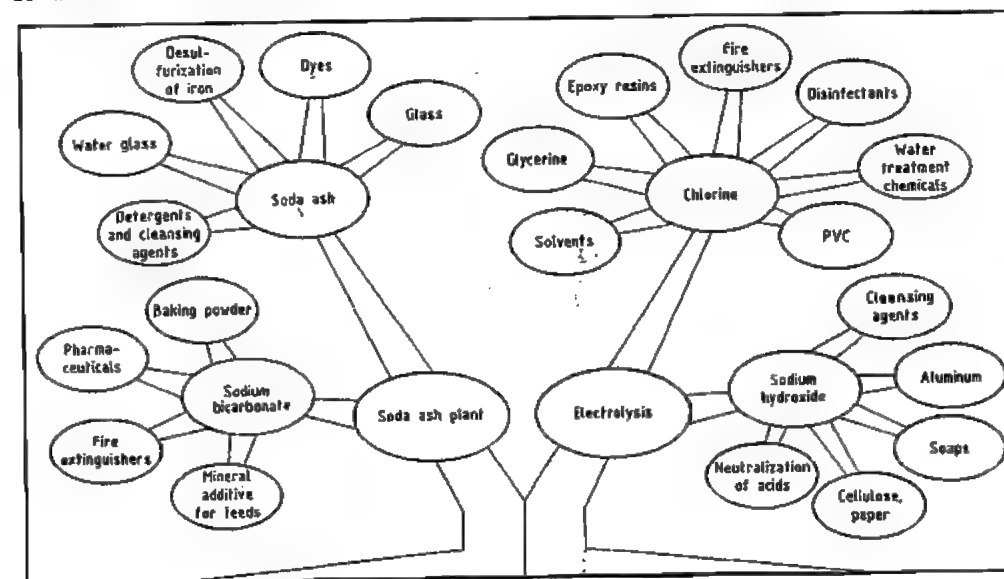 Desul-
furization
of iron
Dyes
Glass
Water glass
Soda ash
Detergents
and cleansing
agents
Fire
extinguishers
Epoxy resins
Disinfectants
Glycerine
Chlorine
Water
treatment
chemicals
Solvents
PVC
Baking powder
Pharma-
ceuticals
Sodium
bicarbonate
Soda ash plant
Fire
extinguishers
Mineral
additive
for feeds
Cleansing
agents
Electrolysis
Sodium
hydroxide
Aluminum
Soaps
Neutralization
of acids
Cellulose,
paper